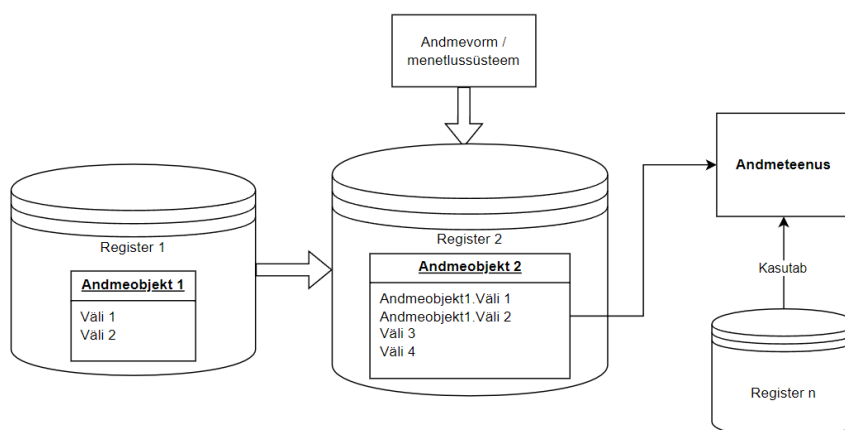 Andmevorm /
menetlussüsteem
Andmeteenus
Register 1
Andmeobjekt 1
Väli 1
Väli 2
Register 2
Andmeobjekt 2
Andmeobjekt1.Väli 1
Andmeobjekt1.Väli 2
Väli 3
Väli 4
Kasutab
Register n